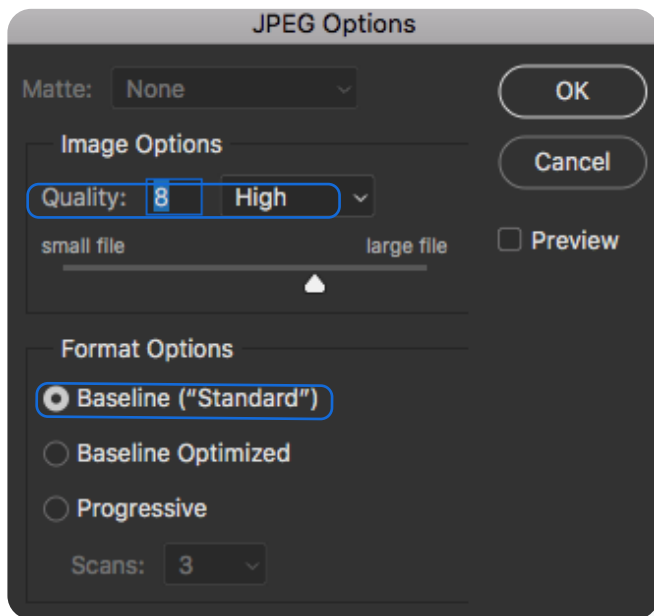 JPEG Options
Matte: None
OK
Image Options
Cancel
Quality: 8 High
small file large file
Preview
Format Options
Baseline (“Standard”)
Baseline Optimized
Progressive
Scans: 3